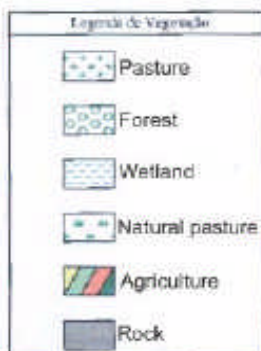 Legenda de Vegetação
Pasture
Forest
Wetland
Natural pasture
Agriculture
Rock